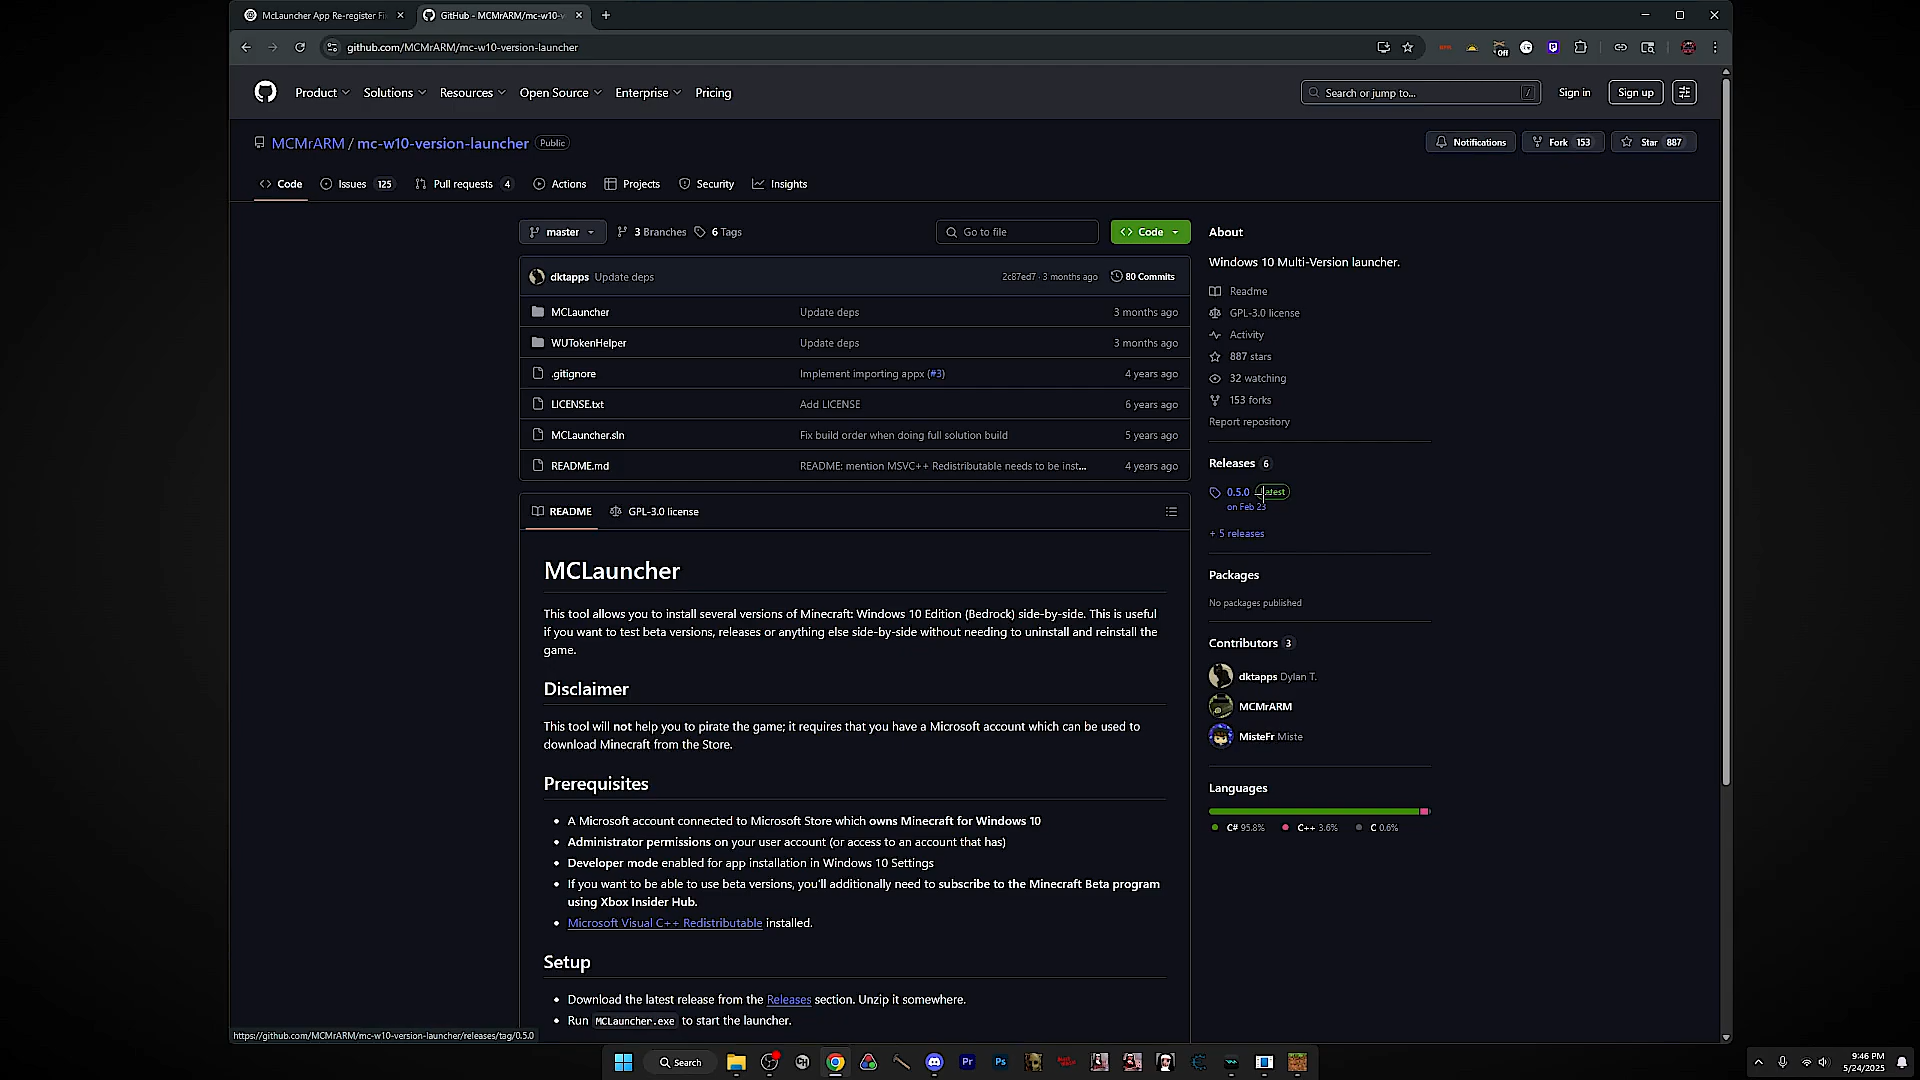 McLauncher App Re-register Fi
GitHub - MCMrARM/mc-w10-v
github.com/MCMrARM/mc-w10-version-launcher
Off
Product
Solutions
Resources
Open Source
Enterprise
Pricing
Search or jump to...
/
Sign in
Sign up
MCMrARM / mc-w10-version-launcher
Public
Notifications
Fork 153
Star 887
Code
Issues 125
Pull requests 4
Actions
Projects
Security
Insights
master
3 Branches
6 Tags
Go to file
Code
dktapps Update deps
2c87ed7 · 3 months ago
80 Commits
MCLauncher Update deps 3 months ago
WUTokenHelper Update deps 3 months ago
.gitignore Implement importing appx (#3) 4 years ago
LICENSE.txt Add LICENSE 6 years ago
MCLauncher.sln Fix build order when doing full solution build 5 years ago
README.md README: mention MSVC++ Redistributable needs to be inst... 4 years ago
README
GPL-3.0 license
MCLauncher
This tool allows you to install several versions of Minecraft: Windows 10 Edition (Bedrock) side-by-side. This is useful
if you want to test beta versions, releases or anything else side-by-side without needing to uninstall and reinstall the
game.
Disclaimer
This tool will not help you to pirate the game; it requires that you have a Microsoft account which can be used to
download Minecraft from the Store.
Prerequisites
• A Microsoft account connected to Microsoft Store which owns Minecraft for Windows 10
• Administrator permissions on your user account (or access to an account that has)
• Developer mode enabled for app installation in Windows 10 Settings
• If you want to be able to use beta versions, you'll additionally need to subscribe to the Minecraft Beta program
using Xbox Insider Hub.
• Microsoft Visual C++ Redistributable installed.
Setup
• Download the latest release from the Releases section. Unzip it somewhere.
• Run MCLauncher.exe to start the launcher.
About
Windows 10 Multi-Version launcher.
Readme
GPL-3.0 license
Activity
887 stars
32 watching
153 forks
Report repository
Releases 6
0.5.0 Latest
on Feb 23
+ 5 releases
Packages
No packages published
Contributors 3
dktapps Dylan T.
MCMrARM
MisteFr Miste
Languages
C# 95.8%
C++ 3.6%
C 0.6%
https://github.com/MCMrARM/mc-w10-version-launcher/releases/tag/0.5.0
Search
Pr
Ps
9:46 PM
5/24/2025